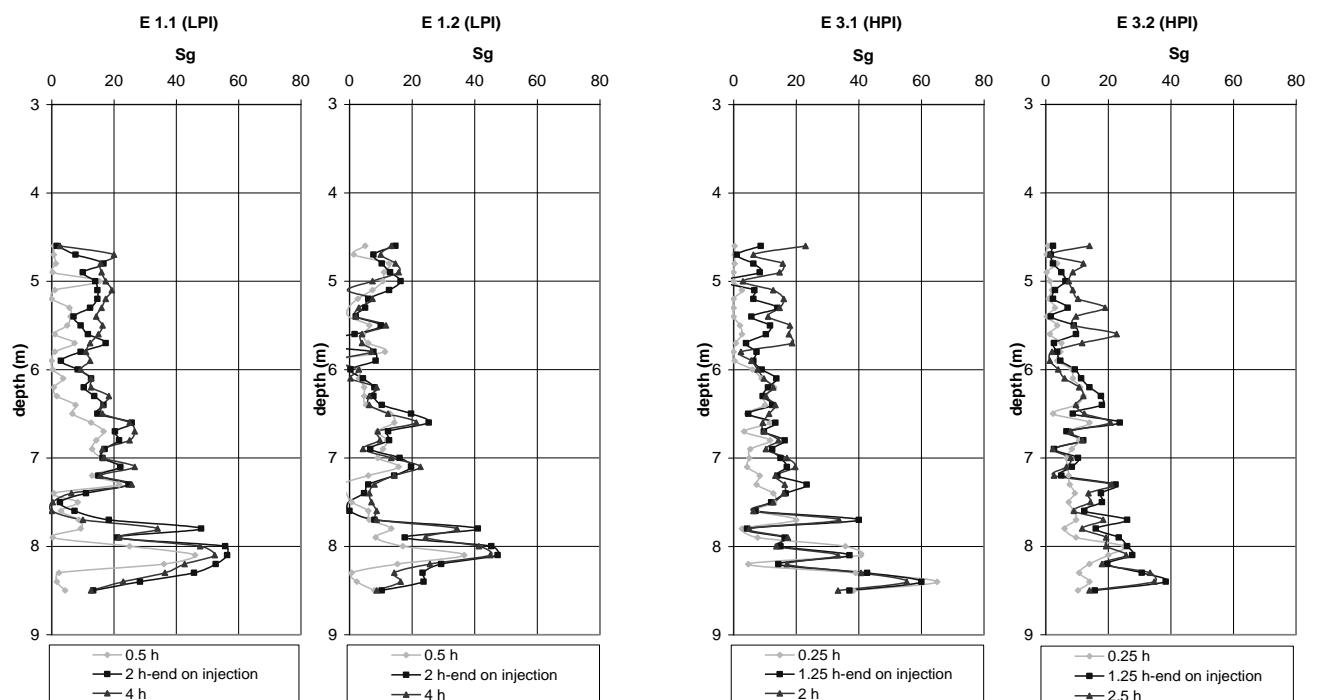 E 1.1 (LPI) E 1.2 (LPI) E 3.1 (HPI) E 3.2 (HPI)
Sg Sg Sg Sg
0 20 40 60 80 0 20 40 60 80 0 20 40 60 80 0 20 40 60 80
3 3 3 3
4 4 4 4
5 5 5 5
6 6 6 6
7 7 7 7
8 8 8 8
9 9 9 9
depth (m) depth (m) depth (m) depth (m)
0.5 h 0.5 h 0.25 h 0.25 h
2 h-end on injection 2 h-end on injection 1.25 h-end on injection 1.25 h-end on injection
4 h 4 h 2 h 2.5 h